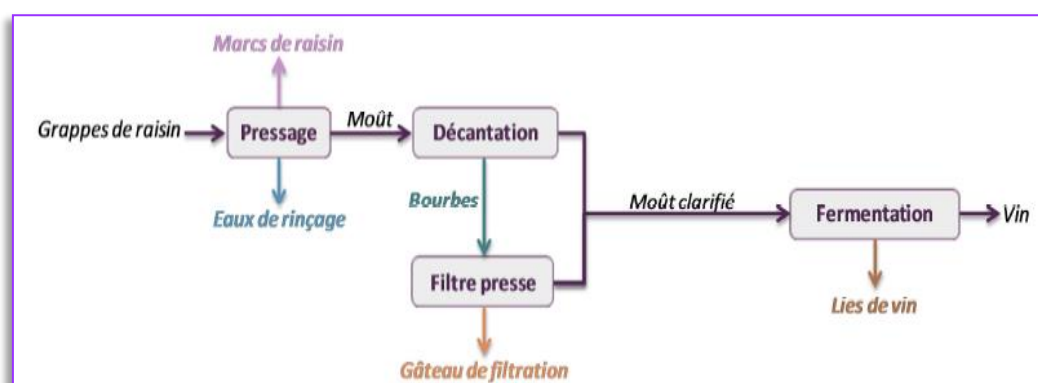 Marcs de raisin
Grappes de raisin
Pressage
Moût
Décantation
Eaux de rinçage
Bourbes
Moût clarifié
Fermentation
Vin
Filtre presse
Lies de vin
Gâteau de filtration